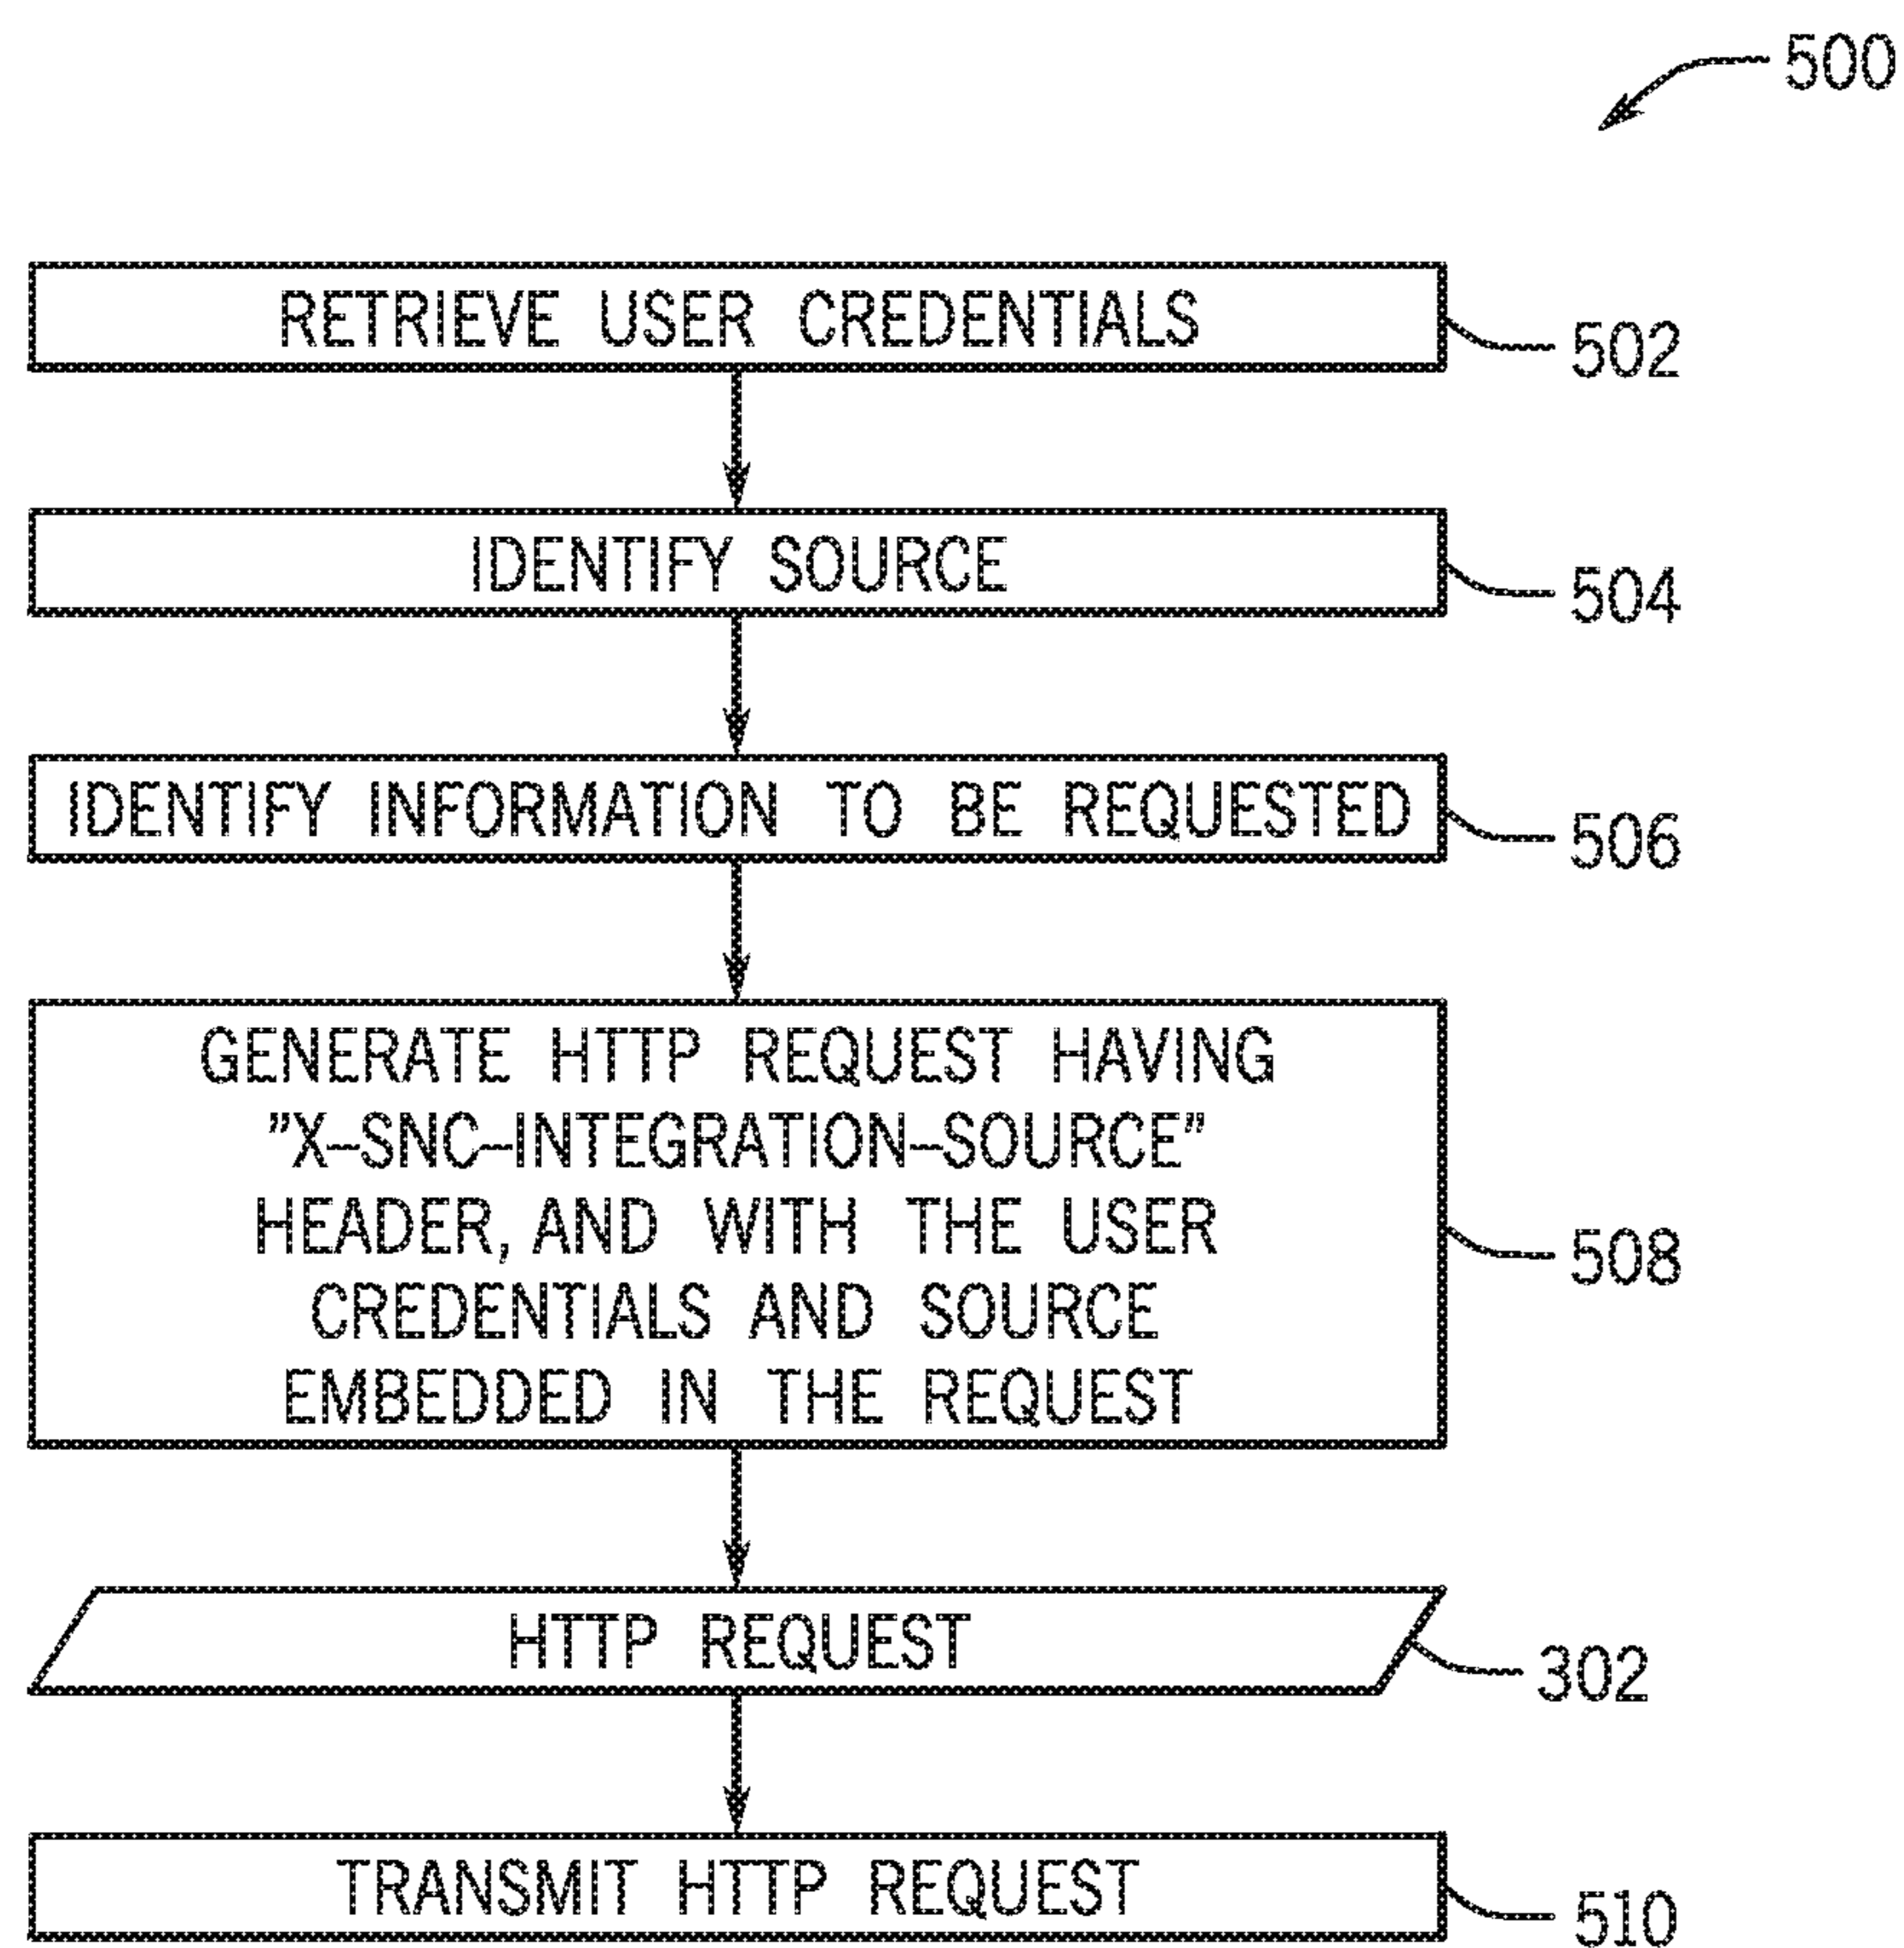 500
RETRIEVE USER CREDENTIALS
502
IDENTIFY SOURCE
504
IDENTIFY INFORMATION TO BE REQUESTED
506
GENERATE HTTP REQUEST HAVING
”X–SNC–INTEGRATION–SOURCE”
HEADER, AND WITH THE USER
CREDENTIALS AND SOURCE
EMBEDDED IN THE REQUEST
508
HTTP REQUEST
302
TRANSMIT HTTP REQUEST
510